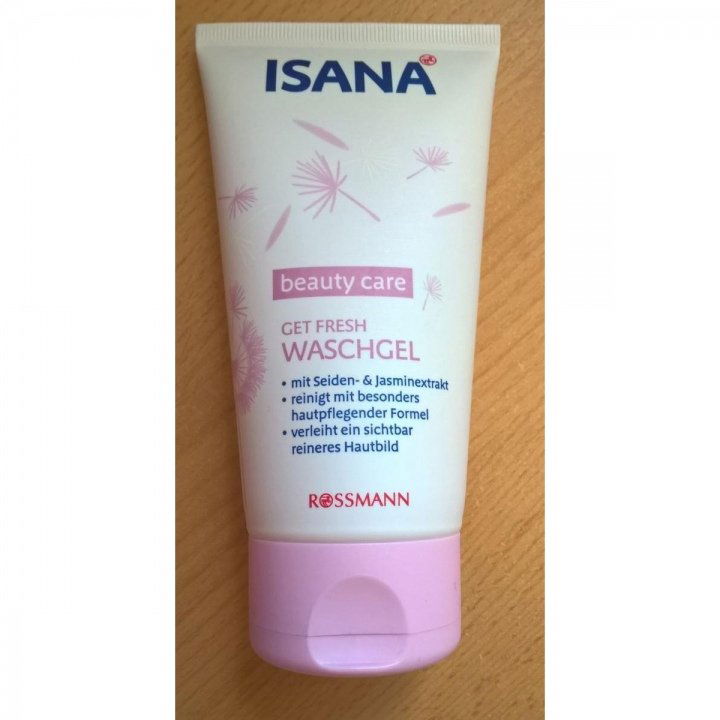 ISANA
beauty care
GET FRESH
WASCHGEL
• mit Seiden- & Jasminextrakt
• reinigt mit besonders
hautpflegender Formel
• verleiht ein sichtbar
reineres Hautbild
ROSSMANN